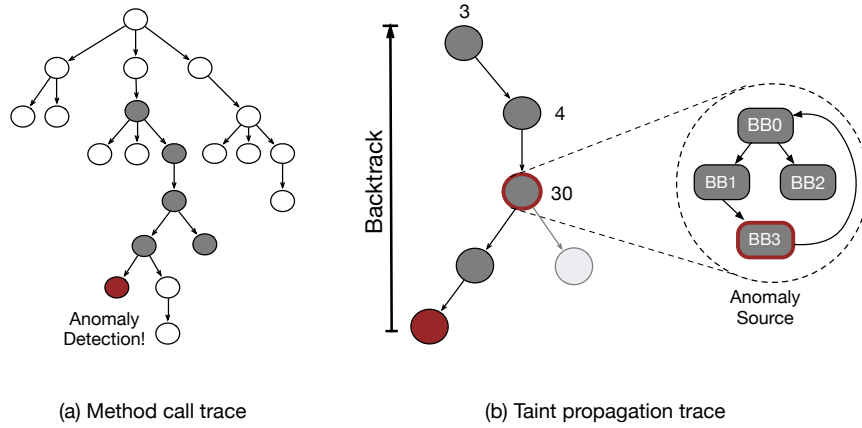 3
4
30
Backtrack
BB0
BB1
BB2
BB3
Anomaly
Source
Anomaly
Detection!
(a) Method call trace
(b) Taint propagation trace